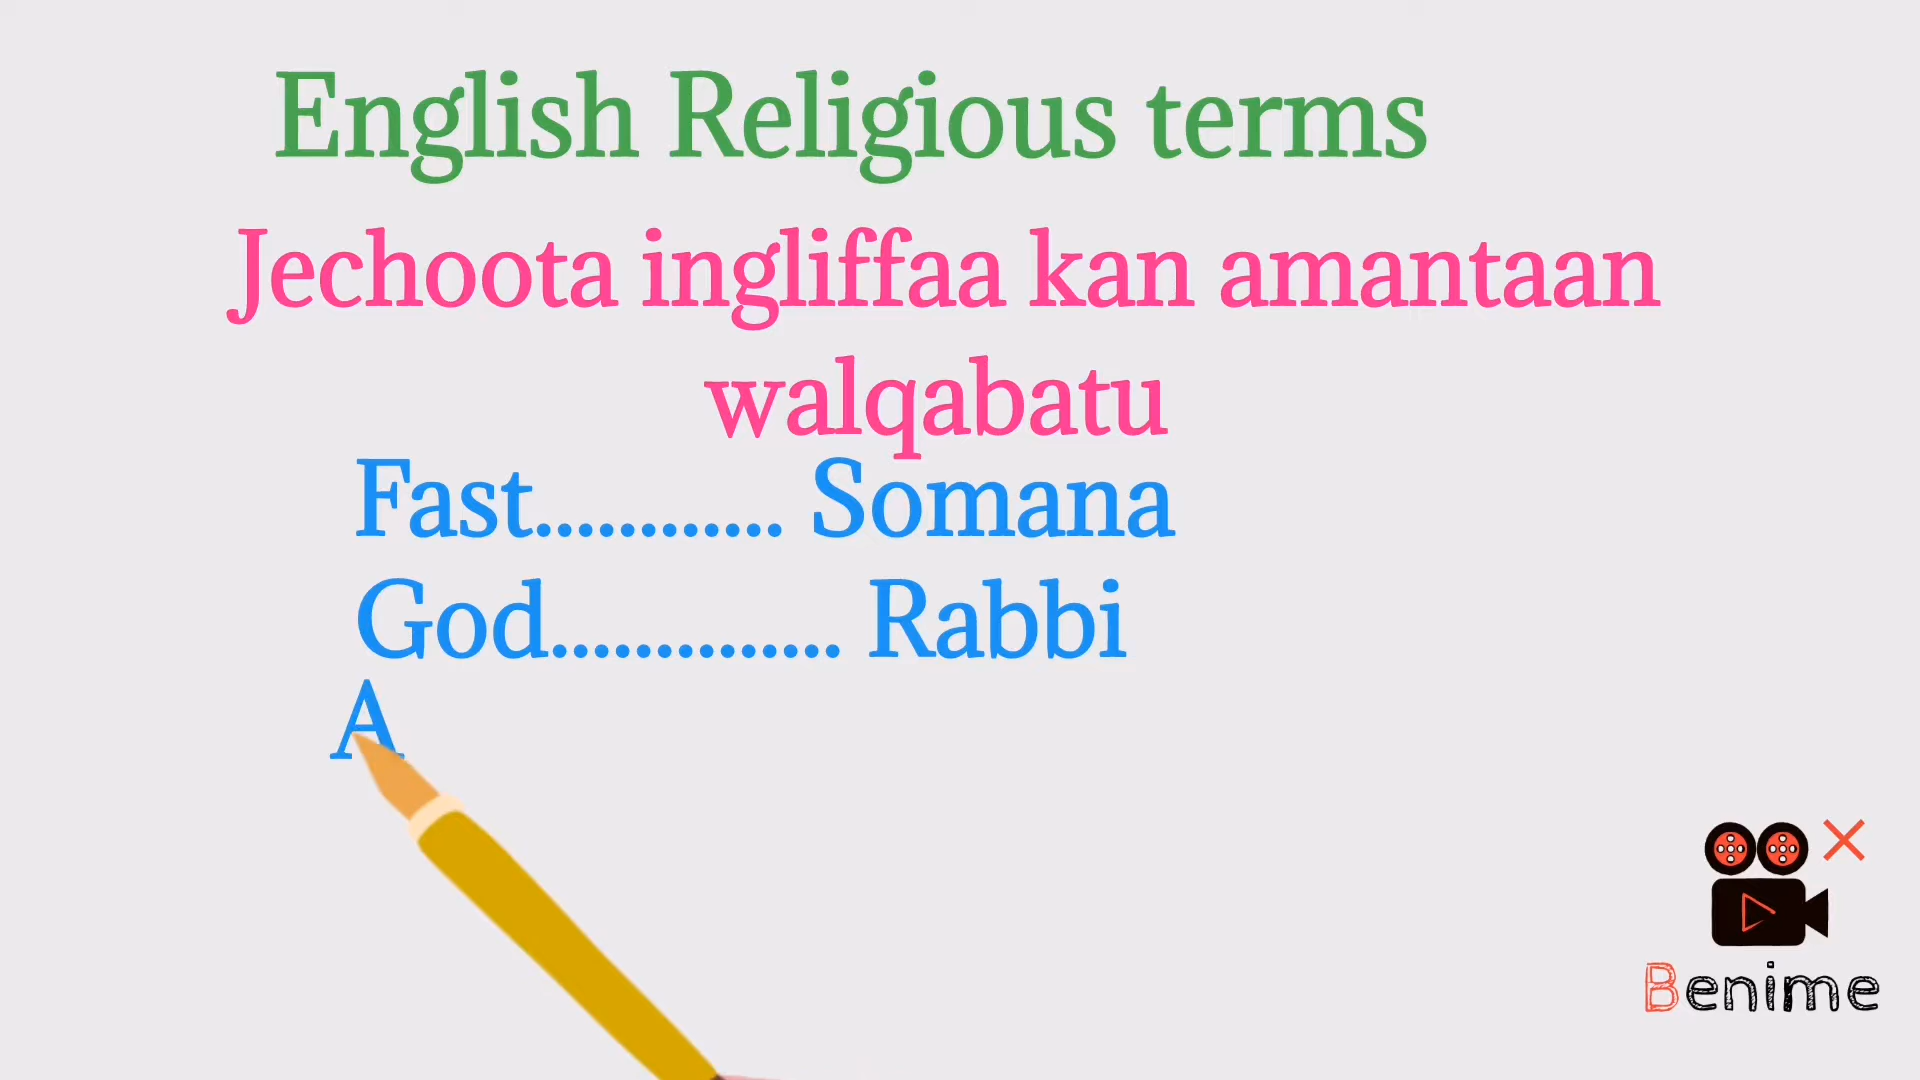 English Religious terms
Jechoota ingliffaa kan amantaan
walqabatu
Fast............ Somana
God.............. Rabbi
A
Benime